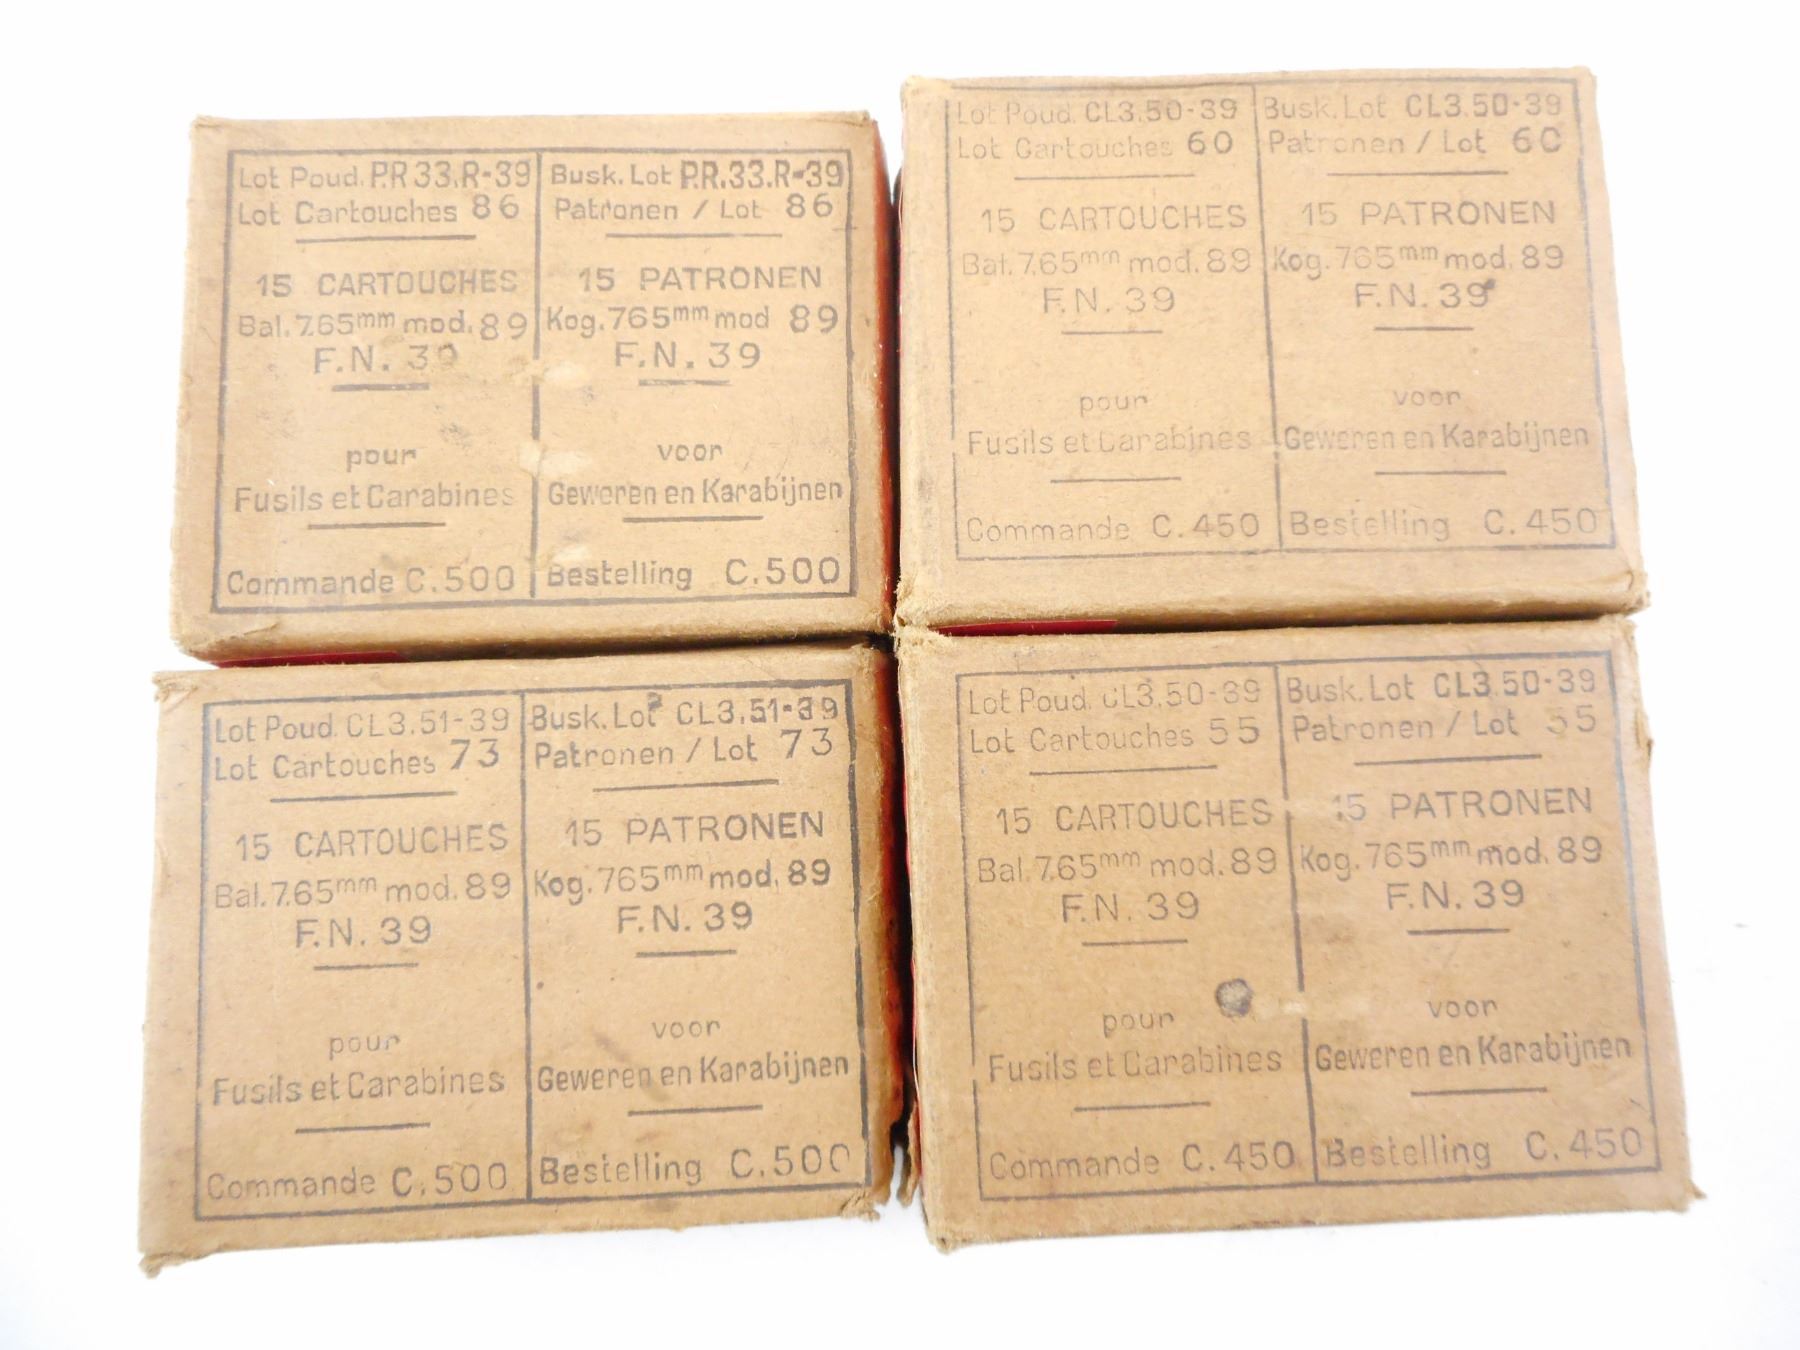 Lot Poud. P.R 33.R-39
Lot Cartouches 86
15 CARTOUCHES
Bal. 7.65mm mod. 89
F.N. 39
pour
Fusils et Carabines
Commande C.500
Busk. Lot P.R.33.R-39
Patronen / Lot 86
15 PATRONEN
Kog. 765mm mod 89
F.N. 39
voor
Geweren en Karabijnen
Bestelling C.500
Lot Poud. CL3.50-39
Lot Cartouches 60
15 CARTOUCHES
Bal. 7.65mm mod. 89
F.N. 39
pour
Fusils et Carabines
Commande C.450
Busk. Lot CL3.50-39
Patronen / Lot 60
15 PATRONEN
Kog. 765mm mod. 89
F.N. 39
voor
Geweren en Karabijnen
Bestelling C.450
Lot Poud. CL3.51-39
Lot Cartouches 73
15 CARTOUCHES
Bal. 7.65mm mod. 89
F.N. 39
pour
Fusils et Carabines
Commande C.500
Busk. Lot CL3.51-39
Patronen / Lot 73
15 PATRONEN
Kog. 765mm mod. 89
F.N. 39
voor
Geweren en Karabijnen
Bestelling C.500
Lot Poud. CL3.50-39
Lot Cartouches 55
15 CARTOUCHES
Bal. 7.65mm mod. 89
F.N. 39
pour
Fusils et Carabines
Commande C.450
Busk. Lot CL3.50-39
Patronen / Lot 55
15 PATRONEN
Kog. 765mm mod. 89
F.N. 39
voor
Geweren en Karabijnen
Bestelling C.450